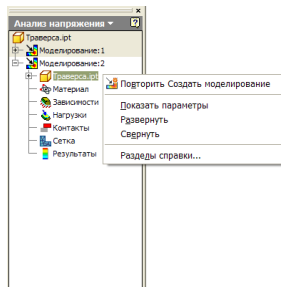 Анализ напряжения
Траверса.ipt
Моделирование:1
Моделирование:2
Траверса.ipt
Материал
Зависимости
Нагрузки
Контакты
Сетка
Результаты
Повторить Создать моделирование
Показать параметры
Развернуть
Свернуть
Разделы справки...